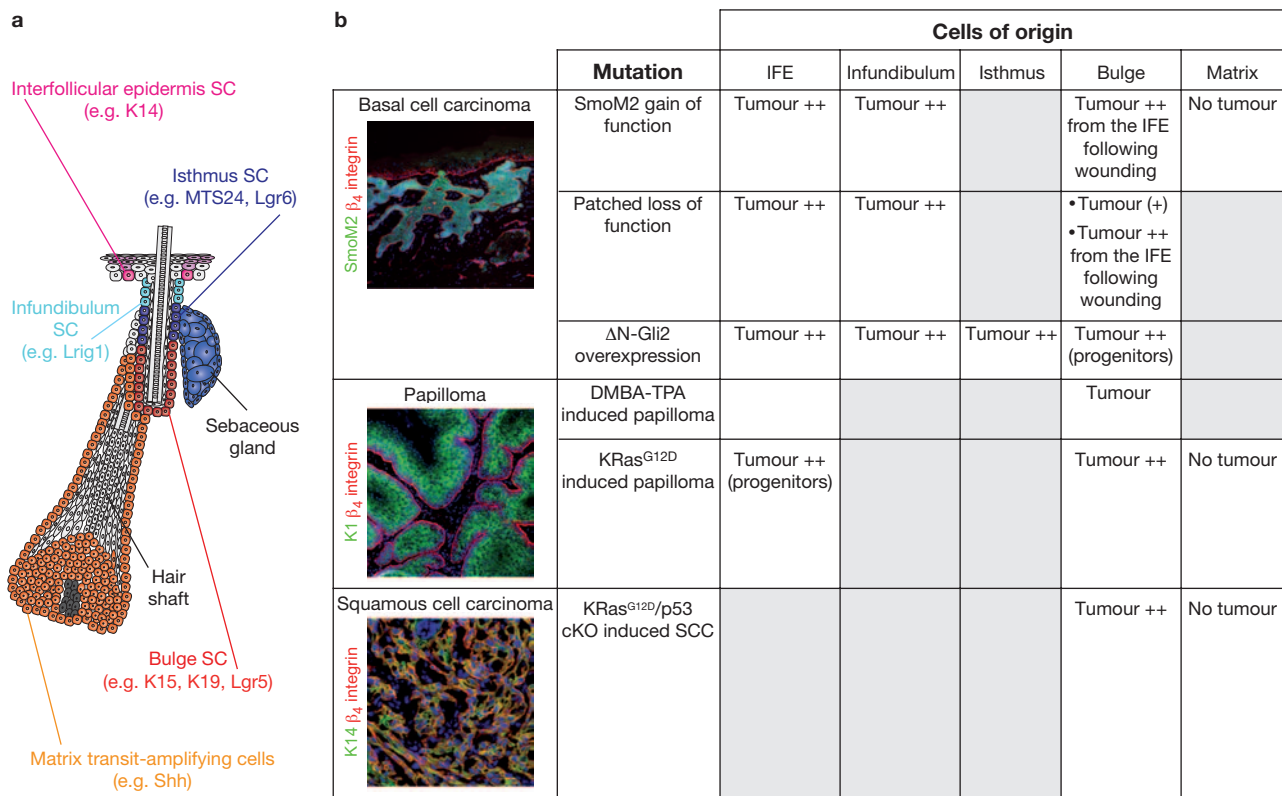 a
Interfollicular epidermis SC
(e.g. K14)
Isthmus SC
(e.g. MTS24, Lgr6)
Infundibulum
SC
(e.g. Lrig1)
Sebaceous
gland
Hair
shaft
Bulge SC
(e.g. K15, K19, Lgr5)
Matrix transit-amplifying cells
(e.g. Shh)
b
Cells of origin
Mutation
IFE
Infundibulum
Isthmus
Bulge
Matrix
Basal cell carcinoma
SmoM2 β4 integrin
SmoM2 gain of
function
Tumour ++
Tumour ++
Tumour ++
from the IFE
following
wounding
No tumour
Patched loss of
function
Tumour ++
Tumour ++
•Tumour (+)
•Tumour ++
from the IFE
following
wounding
ΔN-Gli2
overexpression
Tumour ++
Tumour ++
Tumour ++
Tumour ++
(progenitors)
Papilloma
K1 β4 integrin
DMBA-TPA
induced papilloma
Tumour
KRasG12D
induced papilloma
Tumour ++
(progenitors)
Tumour ++
No tumour
Squamous cell carcinoma
K14 β4 integrin
KRasG12D/p53
cKO induced SCC
Tumour ++
No tumour